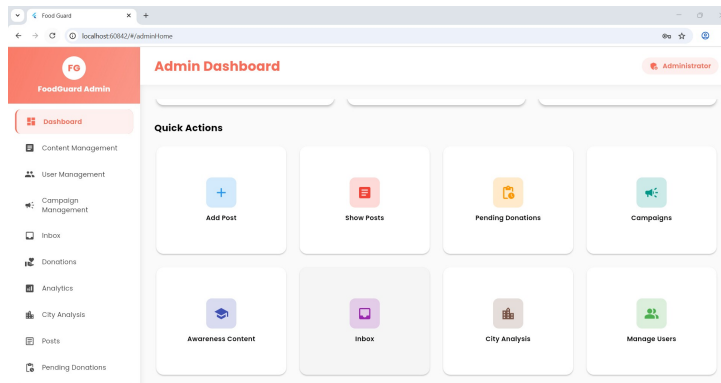 Food Guard
localhost:60842/#/adminHome
FG
FoodGuard Admin
Admin Dashboard
Administrator
Dashboard
Content Management
User Management
Campaign
Management
Inbox
Donations
Analytics
City Analysis
Posts
Pending Donations
Quick Actions
Add Post
Show Posts
Pending Donations
Campaigns
Awareness Content
Inbox
City Analysis
Manage Users